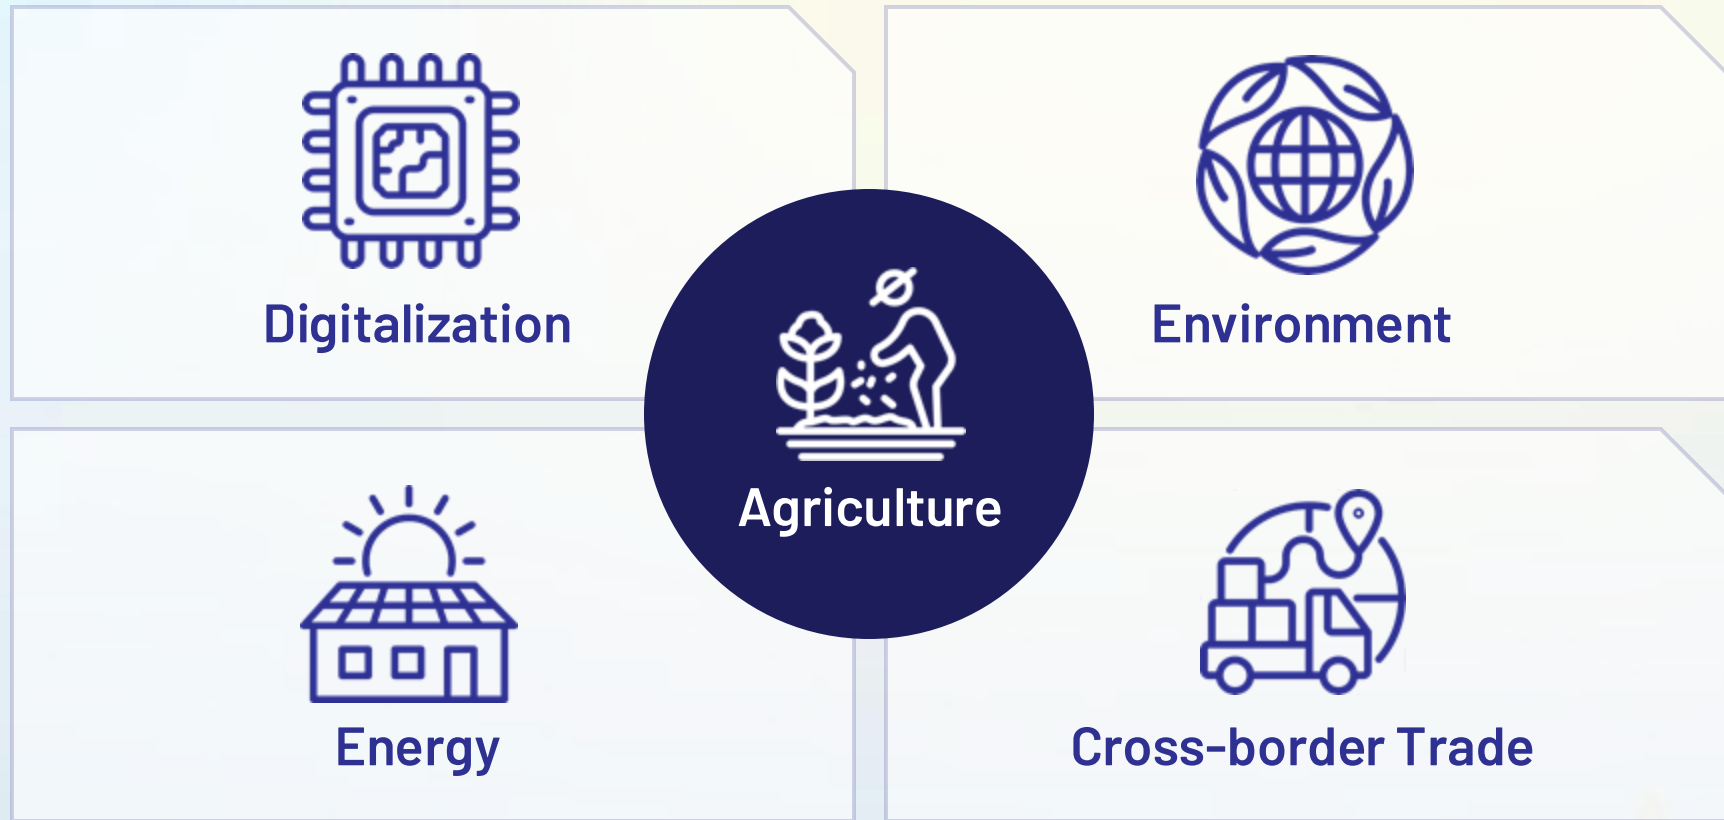 Digitalization
Environment
Agriculture
Energy
Cross-border Trade